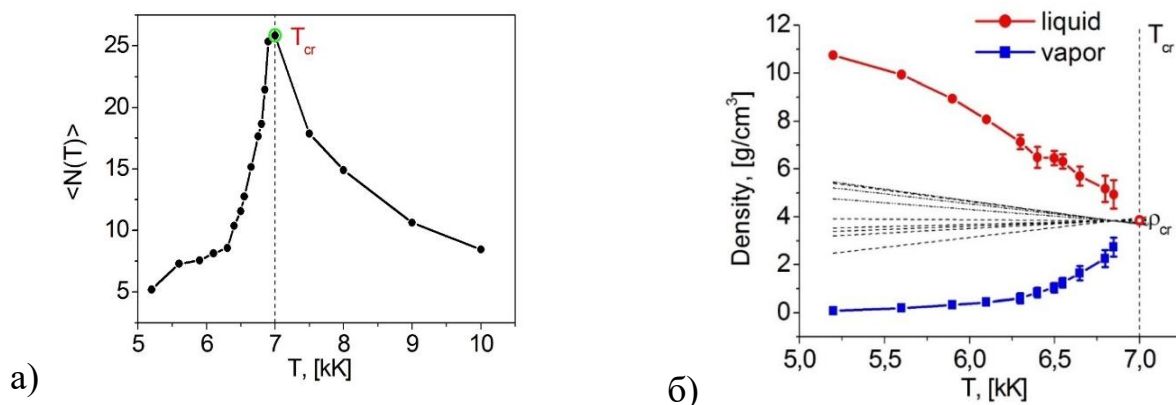 25
20
15
10
5
<N(T)>
T_cr
5 6 7 8 9 10
T, [kK]
а)
liquid
vapor
T_cr
12
10
8
6
4
2
0
Density, [g/cm³]
ρ_cr
5,0 5,5 6,0 6,5 7,0
T, [kK]
б)